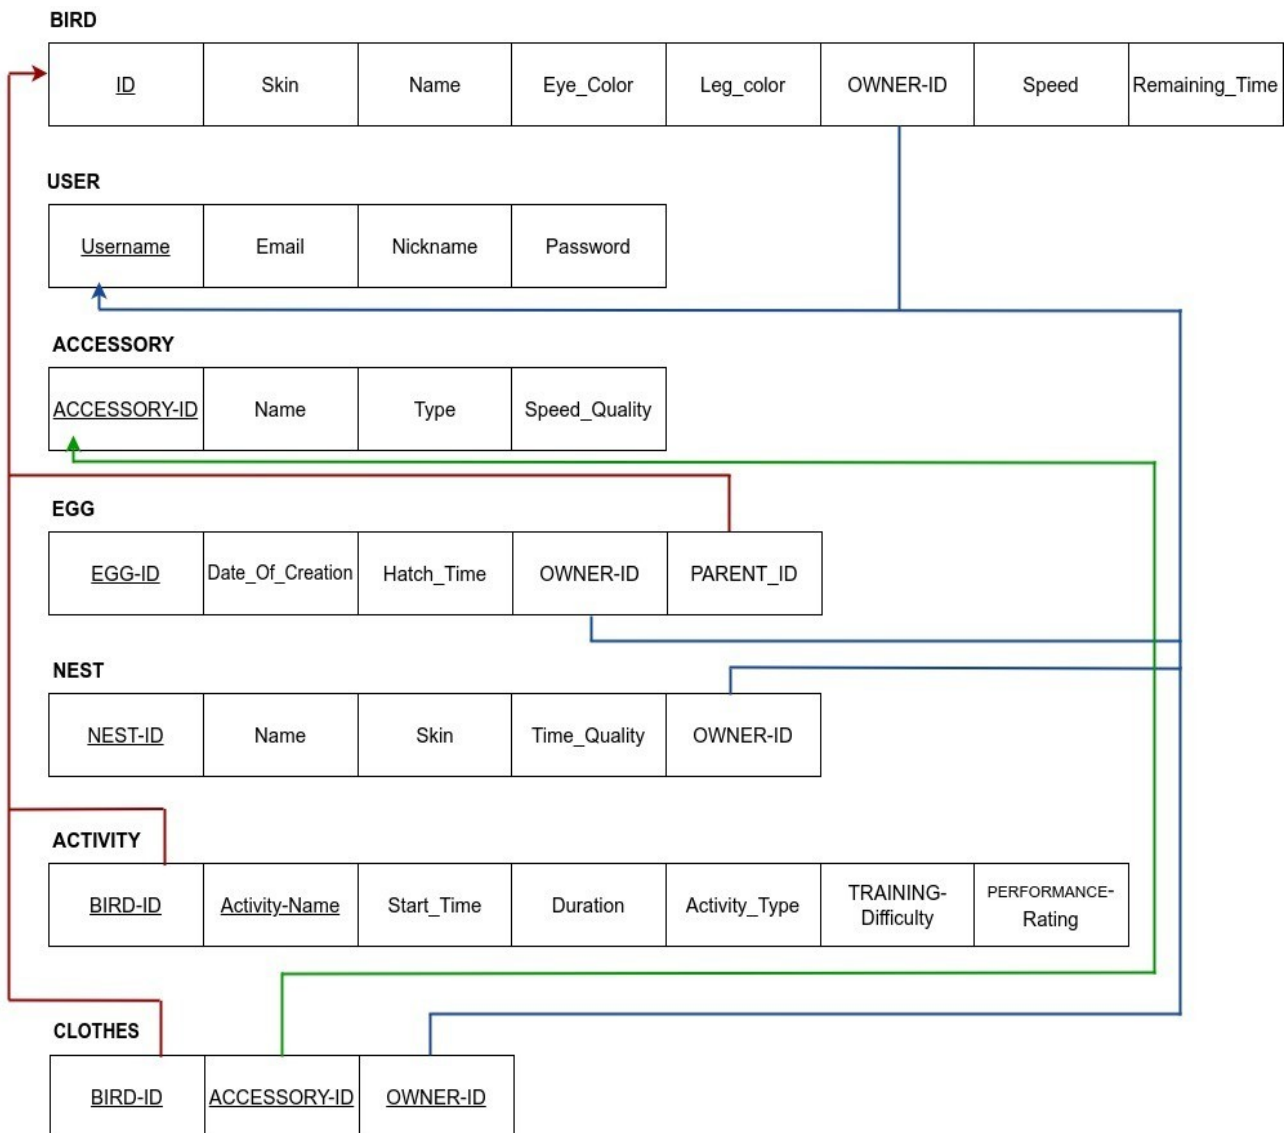 BIRD
ID Skin Name Eye_Color Leg_color OWNER-ID Speed Remaining_Time
USER
Username Email Nickname Password
ACCESSORY
ACCESSORY-ID Name Type Speed_Quality
EGG
EGG-ID Date_Of_Creation Hatch_Time OWNER-ID PARENT_ID
NEST
NEST-ID Name Skin Time_Quality OWNER-ID
ACTIVITY
BIRD-ID Activity-Name Start_Time Duration Activity_Type TRAINING-Difficulty PERFORMANCE-Rating
CLOTHES
BIRD-ID ACCESSORY-ID OWNER-ID